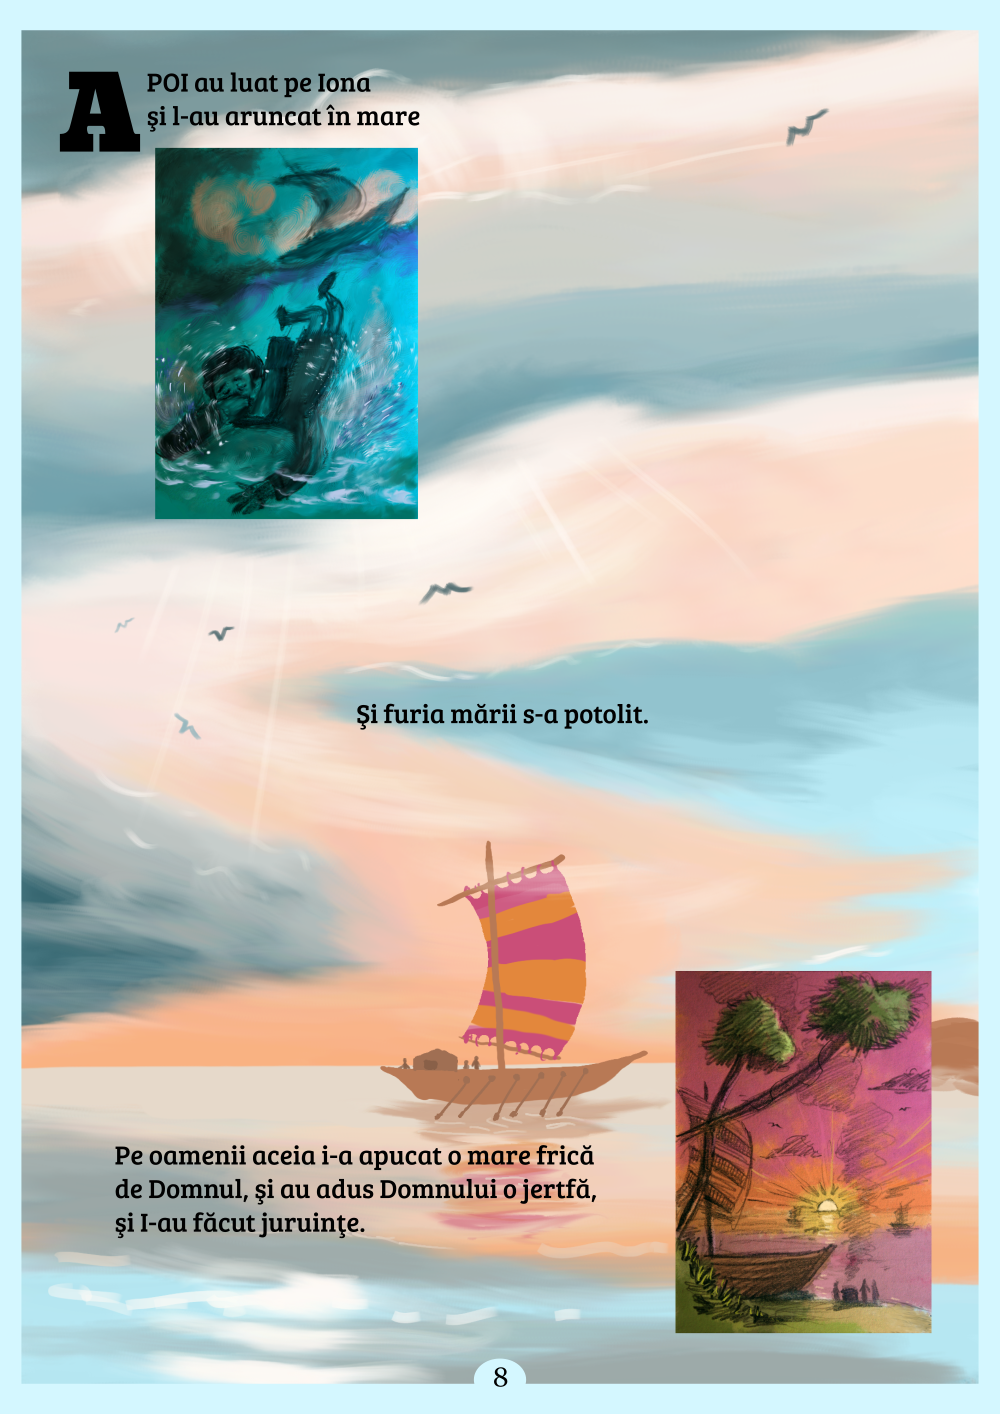 APOI au luat pe Iona
şi l-au aruncat în mare
Şi furia mării s-a potolit.
Pe oamenii aceia i-a apucat o mare frică
de Domnul, şi au adus Domnului o jertfă,
şi I-au făcut juruinţe.
8